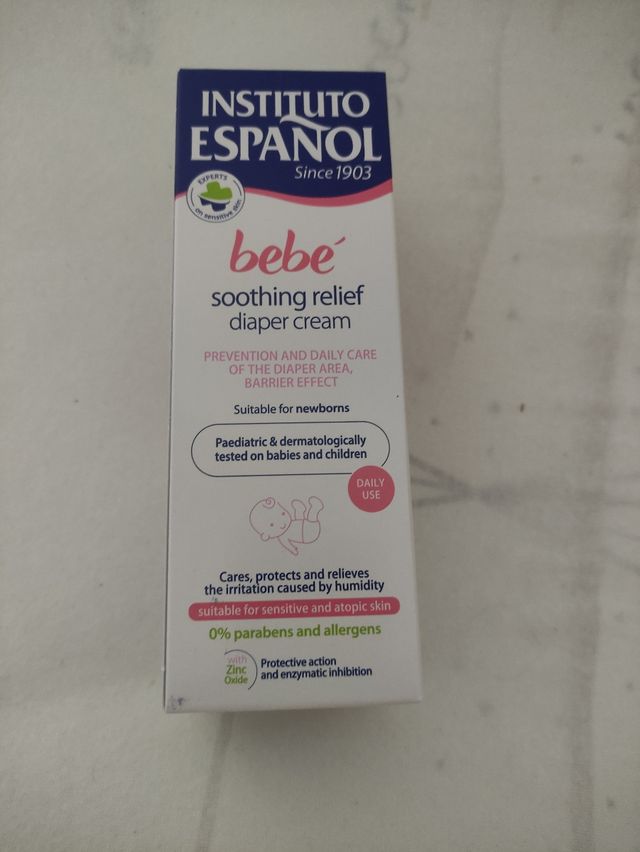 INSTITUTO
ESPAÑOL
Since 1903
EXPERTS
on sensitive skin
bebé
soothing relief
diaper cream
PREVENTION AND DAILY CARE
OF THE DIAPER AREA,
BARRIER EFFECT
Suitable for newborns
Paediatric & dermatologically
tested on babies and children
DAILY
USE
Cares, protects and relieves
the irritation caused by humidity
suitable for sensitive and atopic skin
0% parabens and allergens
with
Zinc
Oxide
Protective action
and enzymatic inhibition